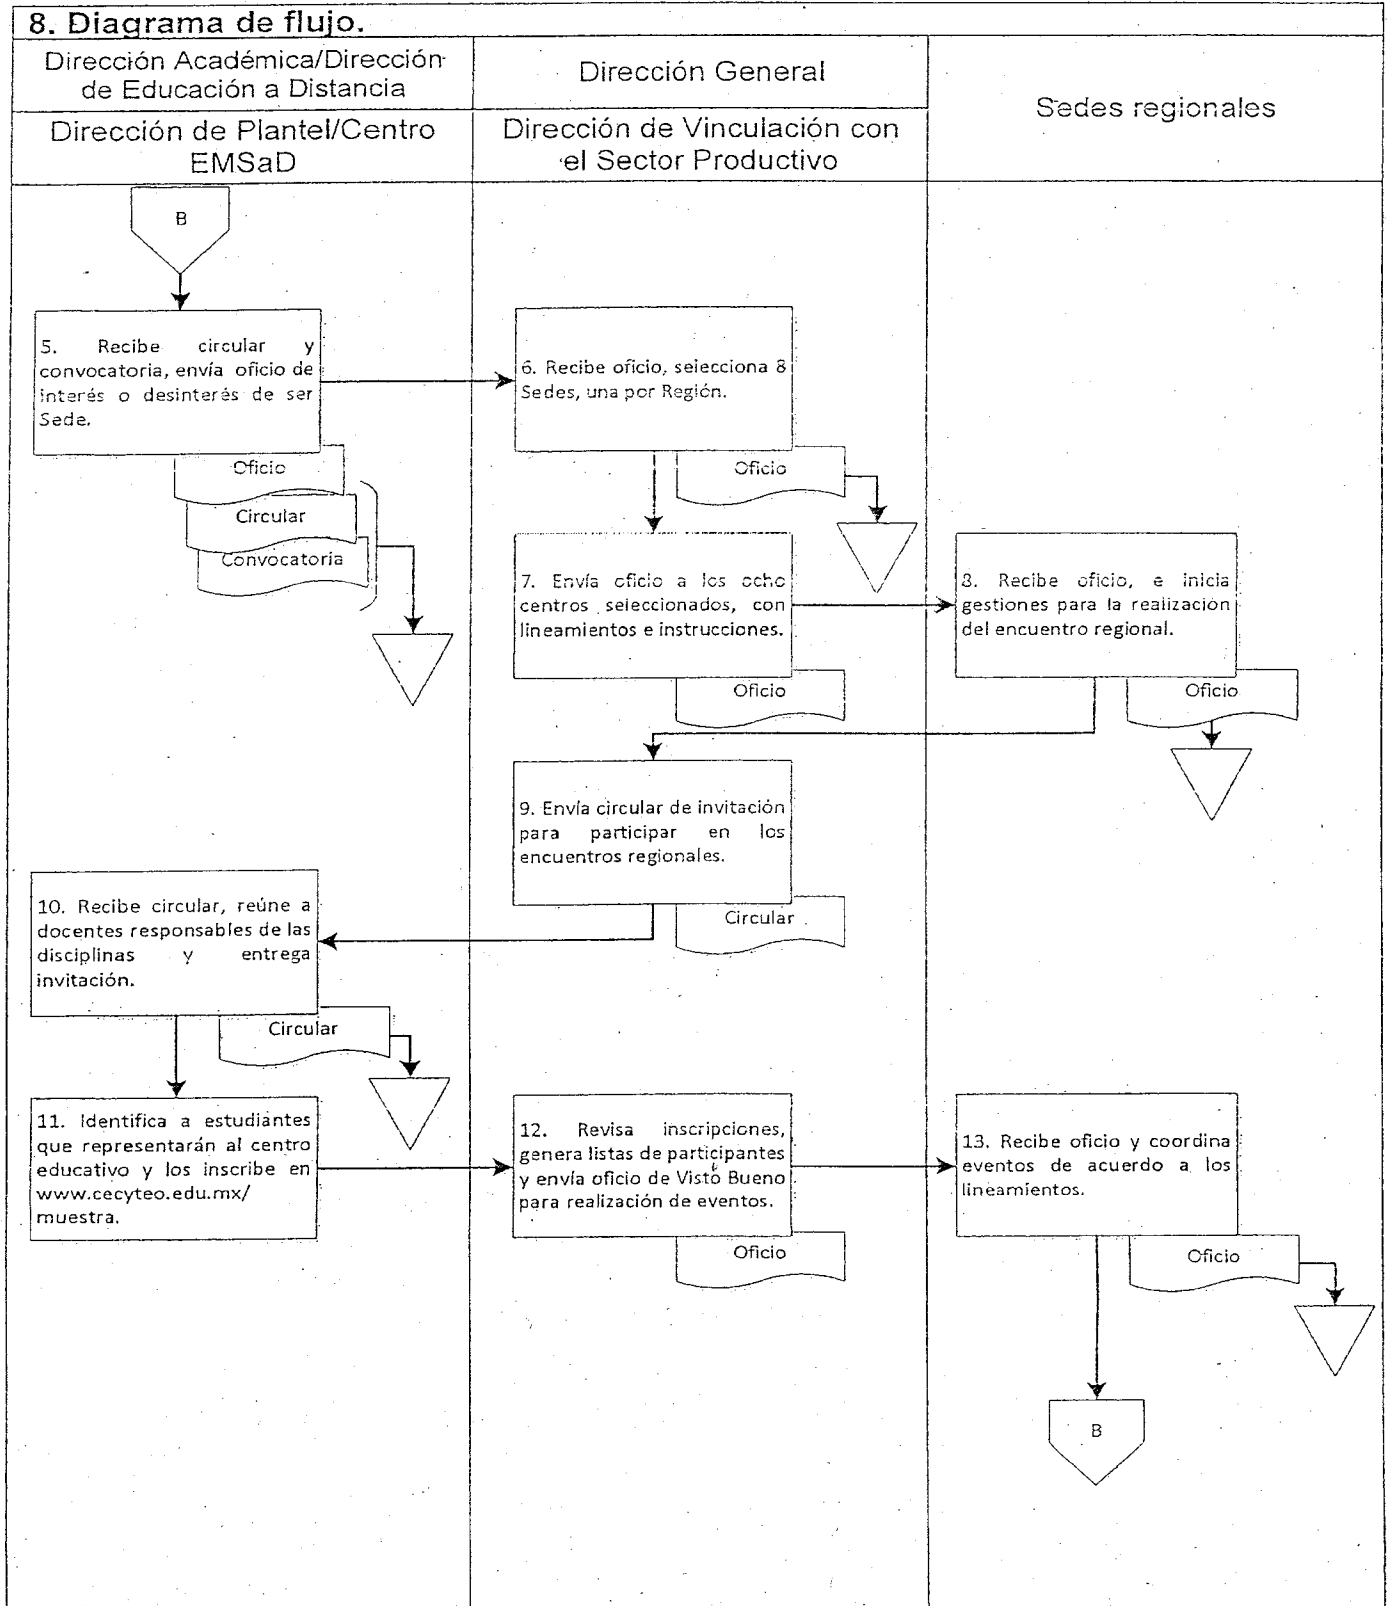 8. Diagrama de flujo.
Dirección Académica/Dirección
de Educación a Distancia
Dirección General
Sedes regionales
Dirección de Plantel/Centro
EMSaD
Dirección de Vinculación con
el Sector Productivo
B
5. Recibe circular y
convocatoria, envía oficio de
interés o desinterés de ser
Sede.
Oficio
Circular
Convocatoria
6. Recibe oficio, selecciona 8
Sedes, una por Región.
Oficio
7. Envía oficio a los ocho
centros seleccionados, con
lineamientos e instrucciones.
Oficio
8. Recibe oficio, e inicia
gestiones para la realización
del encuentro regional.
Oficio
9. Envía circular de invitación
para participar en los
encuentros regionales.
Circular
10. Recibe circular, reúne a
docentes responsables de las
disciplinas y entrega
invitación.
Circular
11. Identifica a estudiantes
que representarán al centro
educativo y los inscribe en
www.cecyteo.edu.mx/
muestra.
12. Revisa inscripciones,
genera listas de participantes
y envía oficio de Visto Bueno
para realización de eventos.
Oficio
13. Recibe oficio y coordina
eventos de acuerdo a los
lineamientos.
Oficio
B